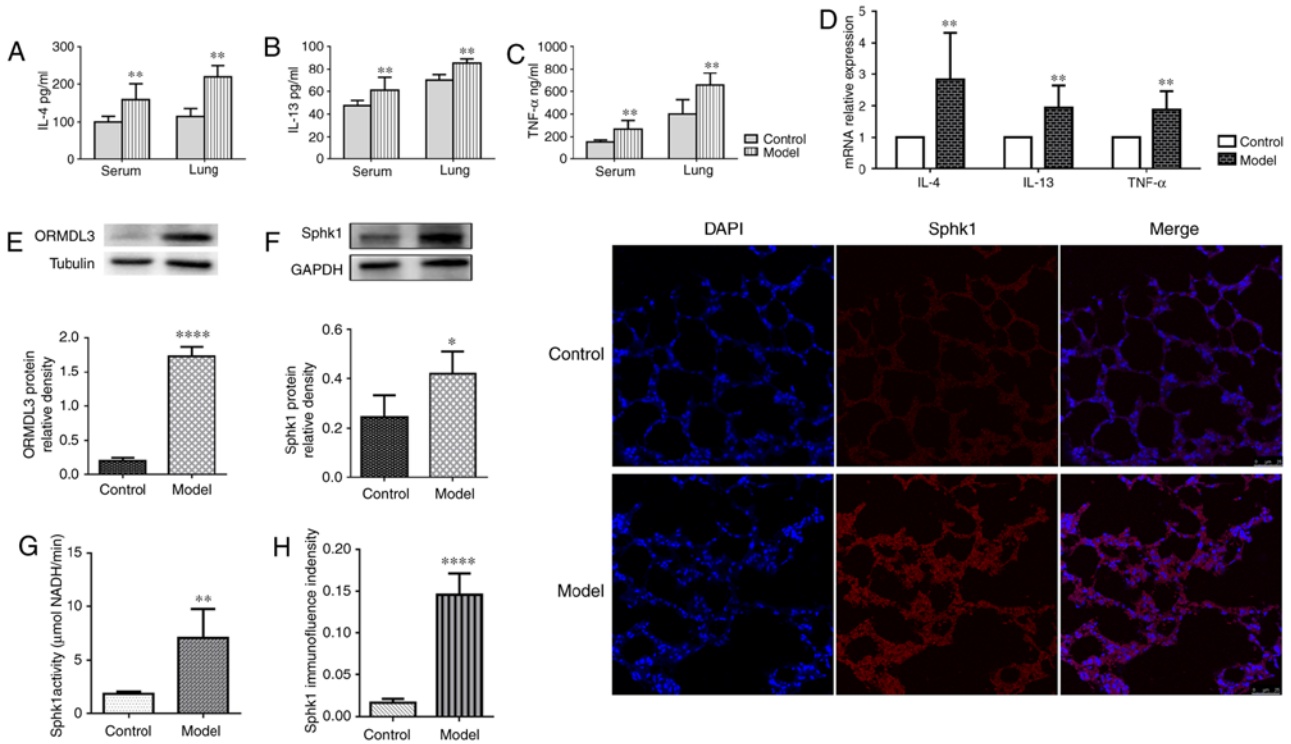 A
IL-4 pg/ml
300
200
100
0
**
**
Serum
Lung
B
IL-13 pg/ml
100
80
60
40
20
0
**
**
Serum
Lung
C
TNF-α ng/ml
1000
800
600
400
200
0
**
**
Serum
Lung
Control
Model
D
mRNA relative expression
5
4
3
2
1
0
**
**
**
IL-4
IL-13
TNF-α
Control
Model
E
ORMDL3
Tubulin
ORMDL3 protein
relative density
2.0
1.5
1.0
0.5
0.0
****
Control
Model
F
Sphk1
GAPDH
Sphk1 protein
relative density
0.6
0.4
0.2
0.0
*
Control
Model
G
Sphk1activity (μmol NADH/min)
15
10
5
0
**
Control
Model
H
Sphk1 immunofluence indensity
0.20
0.15
0.10
0.05
0.00
****
Control
Model
DAPI
Sphk1
Merge
Control
Model